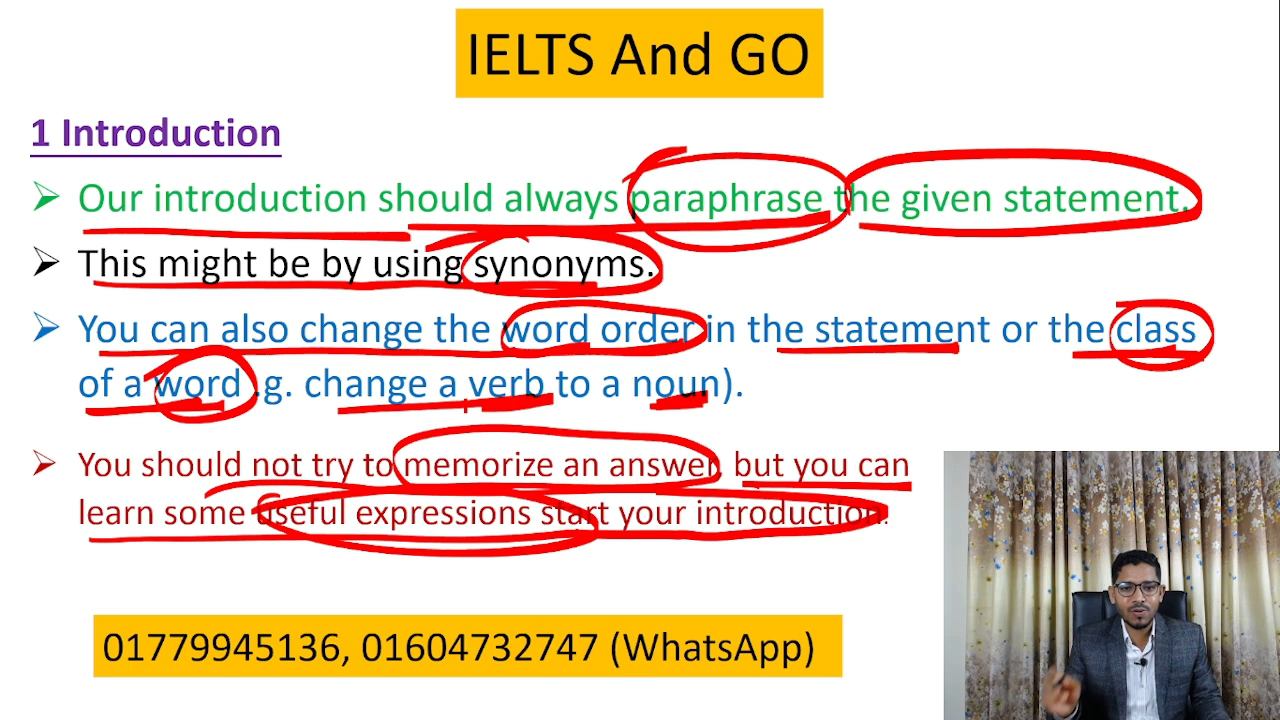 IELTS And GO
1 Introduction
Our introduction should always paraphrase the given statement.
This might be by using synonyms.
You can also change the word order in the statement or the class
of a word .g. change a verb to a noun).
You should not try to memorize an answer, but you can
learn some useful expressions start your introduction.
01779945136, 01604732747 (WhatsApp)